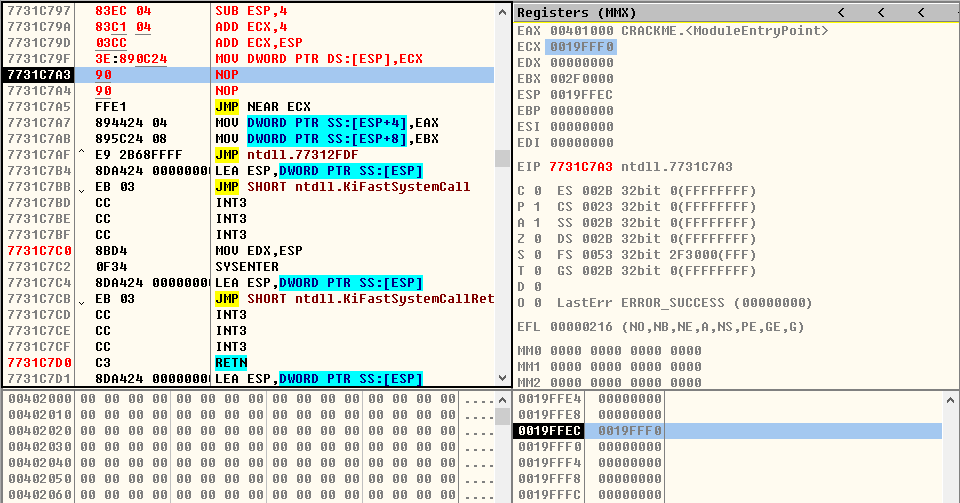 7731C797 83EC 04 SUB ESP,4
7731C79A 83C1 04 ADD ECX,4
7731C79D 03CC ADD ECX,ESP
7731C79F 3E:890C24 MOV DWORD PTR DS:[ESP],ECX
7731C7A3 90 NOP
7731C7A4 90 NOP
7731C7A5 FFE1 JMP NEAR ECX
7731C7A7 894424 04 MOV DWORD PTR SS:[ESP+4],EAX
7731C7AB 895C24 08 MOV DWORD PTR SS:[ESP+8],EBX
7731C7AF ^ E9 2B68FFFF JMP ntdll.77312FDF
7731C7B4 8DA424 00000000 LEA ESP,DWORD PTR SS:[ESP]
7731C7BB EB 03 JMP SHORT ntdll.KiFastSystemCall
7731C7BD CC INT3
7731C7BE CC INT3
7731C7BF CC INT3
7731C7C0 8BD4 MOV EDX,ESP
7731C7C2 0F34 SYSENTER
7731C7C4 8DA424 00000000 LEA ESP,DWORD PTR SS:[ESP]
7731C7CB EB 03 JMP SHORT ntdll.KiFastSystemCallRet
7731C7CD CC INT3
7731C7CE CC INT3
7731C7CF CC INT3
7731C7D0 C3 RETN
7731C7D1 8DA424 00000000 LEA ESP,DWORD PTR SS:[ESP]
Registers (MMX) < < <
EAX 00401000 CRACKME.<ModuleEntryPoint>
ECX 0019FFF0
EDX 00000000
EBX 002F0000
ESP 0019FFEC
EBP 00000000
ESI 00000000
EDI 00000000
EIP 7731C7A3 ntdll.7731C7A3
C 0 ES 002B 32bit 0(FFFFFFFF)
P 1 CS 0023 32bit 0(FFFFFFFF)
A 1 SS 002B 32bit 0(FFFFFFFF)
Z 0 DS 002B 32bit 0(FFFFFFFF)
S 0 FS 0053 32bit 2F3000(FFF)
T 0 GS 002B 32bit 0(FFFFFFFF)
D 0
O 0 LastErr ERROR_SUCCESS (00000000)
EFL 00000216 (NO,NB,NE,A,NS,PE,GE,G)
MM0 0000 0000 0000 0000
MM1 0000 0000 0000 0000
MM2 0000 0000 0000 0000
00402000 00 00 00 00 00 00 00 00 00 00 00 00 00 00 00 00 ....
00402010 00 00 00 00 00 00 00 00 00 00 00 00 00 00 00 00 ....
00402020 00 00 00 00 00 00 00 00 00 00 00 00 00 00 00 00 ....
00402030 00 00 00 00 00 00 00 00 00 00 00 00 00 00 00 00 ....
00402040 00 00 00 00 00 00 00 00 00 00 00 00 00 00 00 00 ....
00402050 00 00 00 00 00 00 00 00 00 00 00 00 00 00 00 00 ....
00402060 00 00 00 00 00 00 00 00 00 00 00 00 00 00 00 00 ....
0019FFE4 00000000
0019FFE8 00000000
0019FFEC 0019FFF0
0019FFF0 00000000
0019FFF4 00000000
0019FFF8 00000000
0019FFFC 00000000